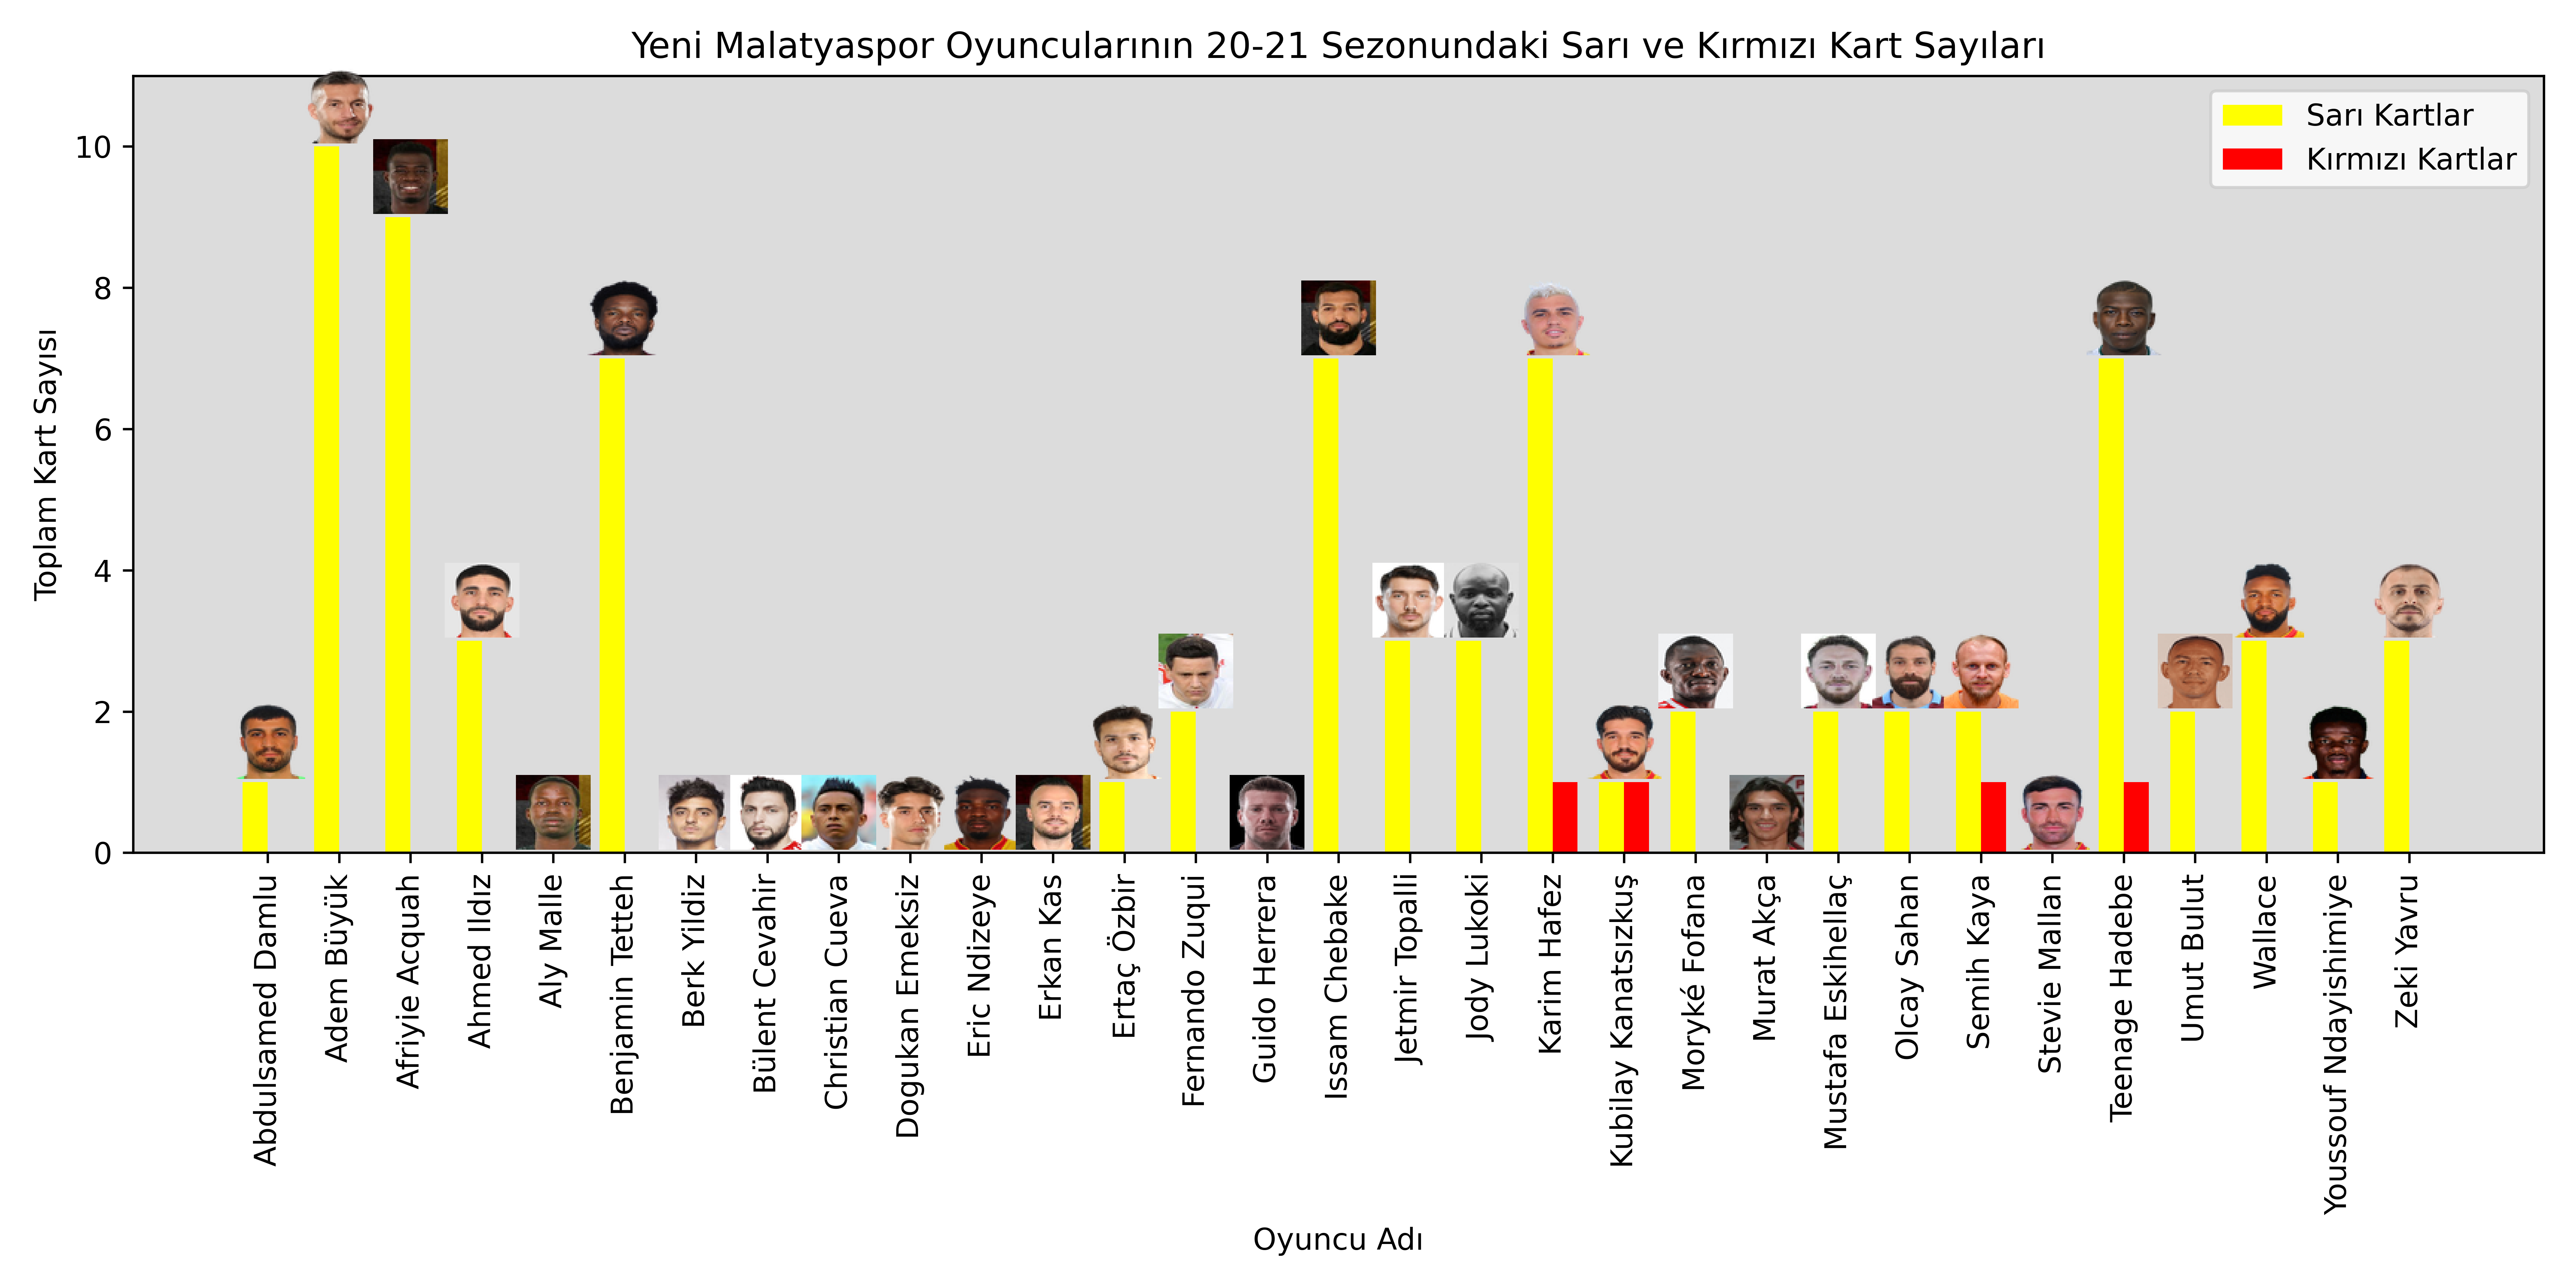 Yeni Malatyaspor Oyuncularının 20-21 Sezonundaki Sarı ve Kırmızı Kart Sayıları
Sarı Kartlar
Kırmızı Kartlar
Toplam Kart Sayısı
10
8
6
4
2
0
Abdulsamed Damlu
Adem Büyük
Afriyie Acquah
Ahmed Ildız
Aly Malle
Benjamin Tetteh
Berk Yildiz
Bülent Cevahir
Christian Cueva
Dogukan Emeksiz
Eric Ndizeye
Erkan Kas
Ertaç Özbir
Fernando Zuqui
Guido Herrera
Issam Chebake
Jetmir Topalli
Jody Lukoki
Karim Hafez
Kubilay Kanatsızkuş
Moryké Fofana
Murat Akça
Mustafa Eskihellaç
Olcay Sahan
Semih Kaya
Stevie Mallan
Teenage Hadebe
Umut Bulut
Wallace
Youssouf Ndayishimiye
Zeki Yavru
Oyuncu Adı